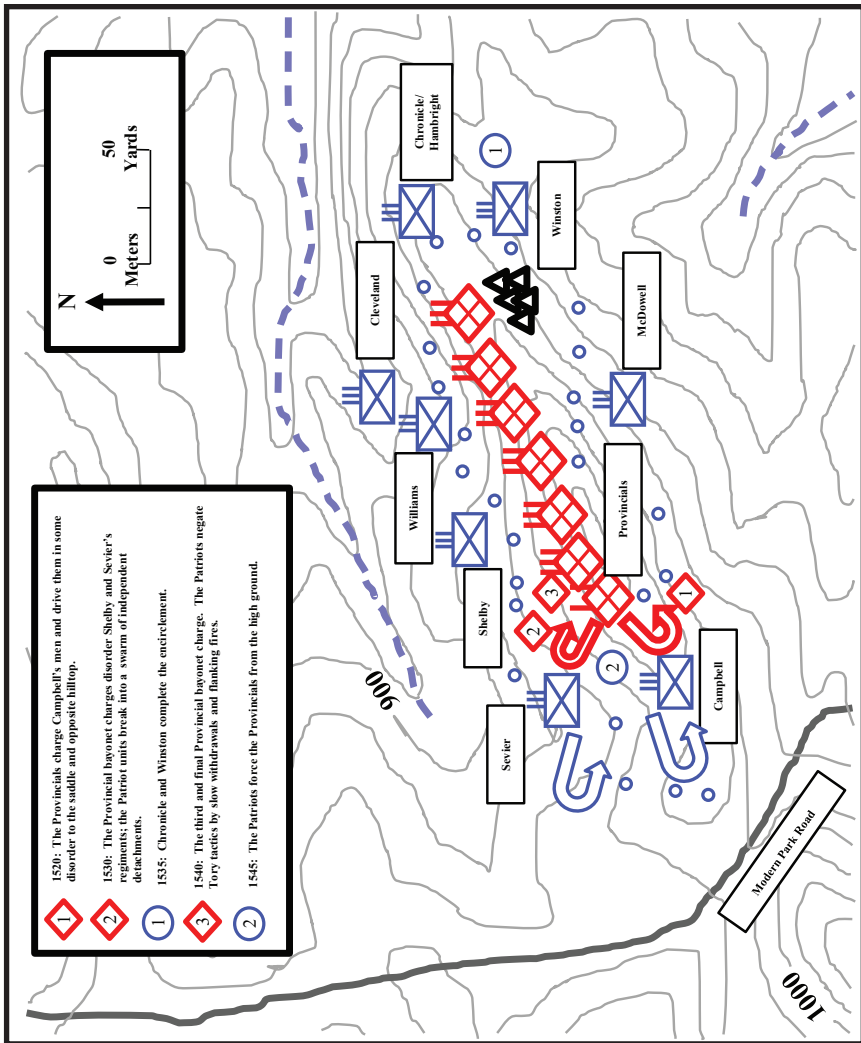 1
1520: The Provincials charge Campbell's men and drive them in some
disorder to the saddle and opposite hilltop.
2
1530: The Provincial bayonet charges disorder Shelby and Sevier's
regiments; the Patriot units break into a swarm of independent
detachments.
1
1535: Chronicle and Winston complete the encirclement.
3
1540: The third and final Provincial bayonet charge. The Patriots negate
Tory tactics by slow withdrawals and flanking fires.
2
1545: The Patriots force the Provincials from the high ground.
N
0
50
Meters
Yards
900
Cleveland
Chronicle/
Hambright
1
Williams
Winston
Shelby
McDowell
Sevier
2
3
Provincials
2
1
Campbell
Modern Park Road
1000